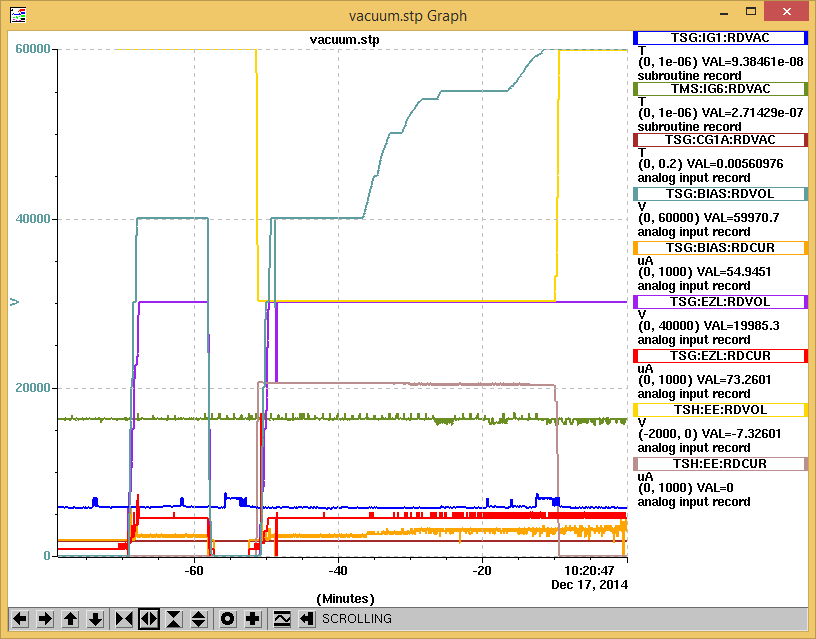 vacuum.stp Graph
vacuum.stp
60000
40000
20000
0
V
-60
-40
-20
10:20:47
Dec 17, 2014
(Minutes)
TSG:IG1:RDVAC
T
(0, 1e-06) VAL=9.38461e-08
subroutine record
TMS:IG6:RDVAC
T
(0, 1e-06) VAL=2.71429e-07
subroutine record
TSG:CG1A:RDVAC
T
(0, 0.2) VAL=0.00560976
analog input record
TSG:BIAS:RDVOL
V
(0, 60000) VAL=59970.7
analog input record
TSG:BIAS:RDCUR
uA
(0, 1000) VAL=54.9451
analog input record
TSG:EZL:RDVOL
V
(0, 40000) VAL=19985.3
analog input record
TSG:EZL:RDCUR
uA
(0, 1000) VAL=73.2601
analog input record
TSH:EE:RDVOL
V
(-2000, 0) VAL=-7.32601
analog input record
TSH:EE:RDCUR
uA
(0, 1000) VAL=0
analog input record
SCROLLING